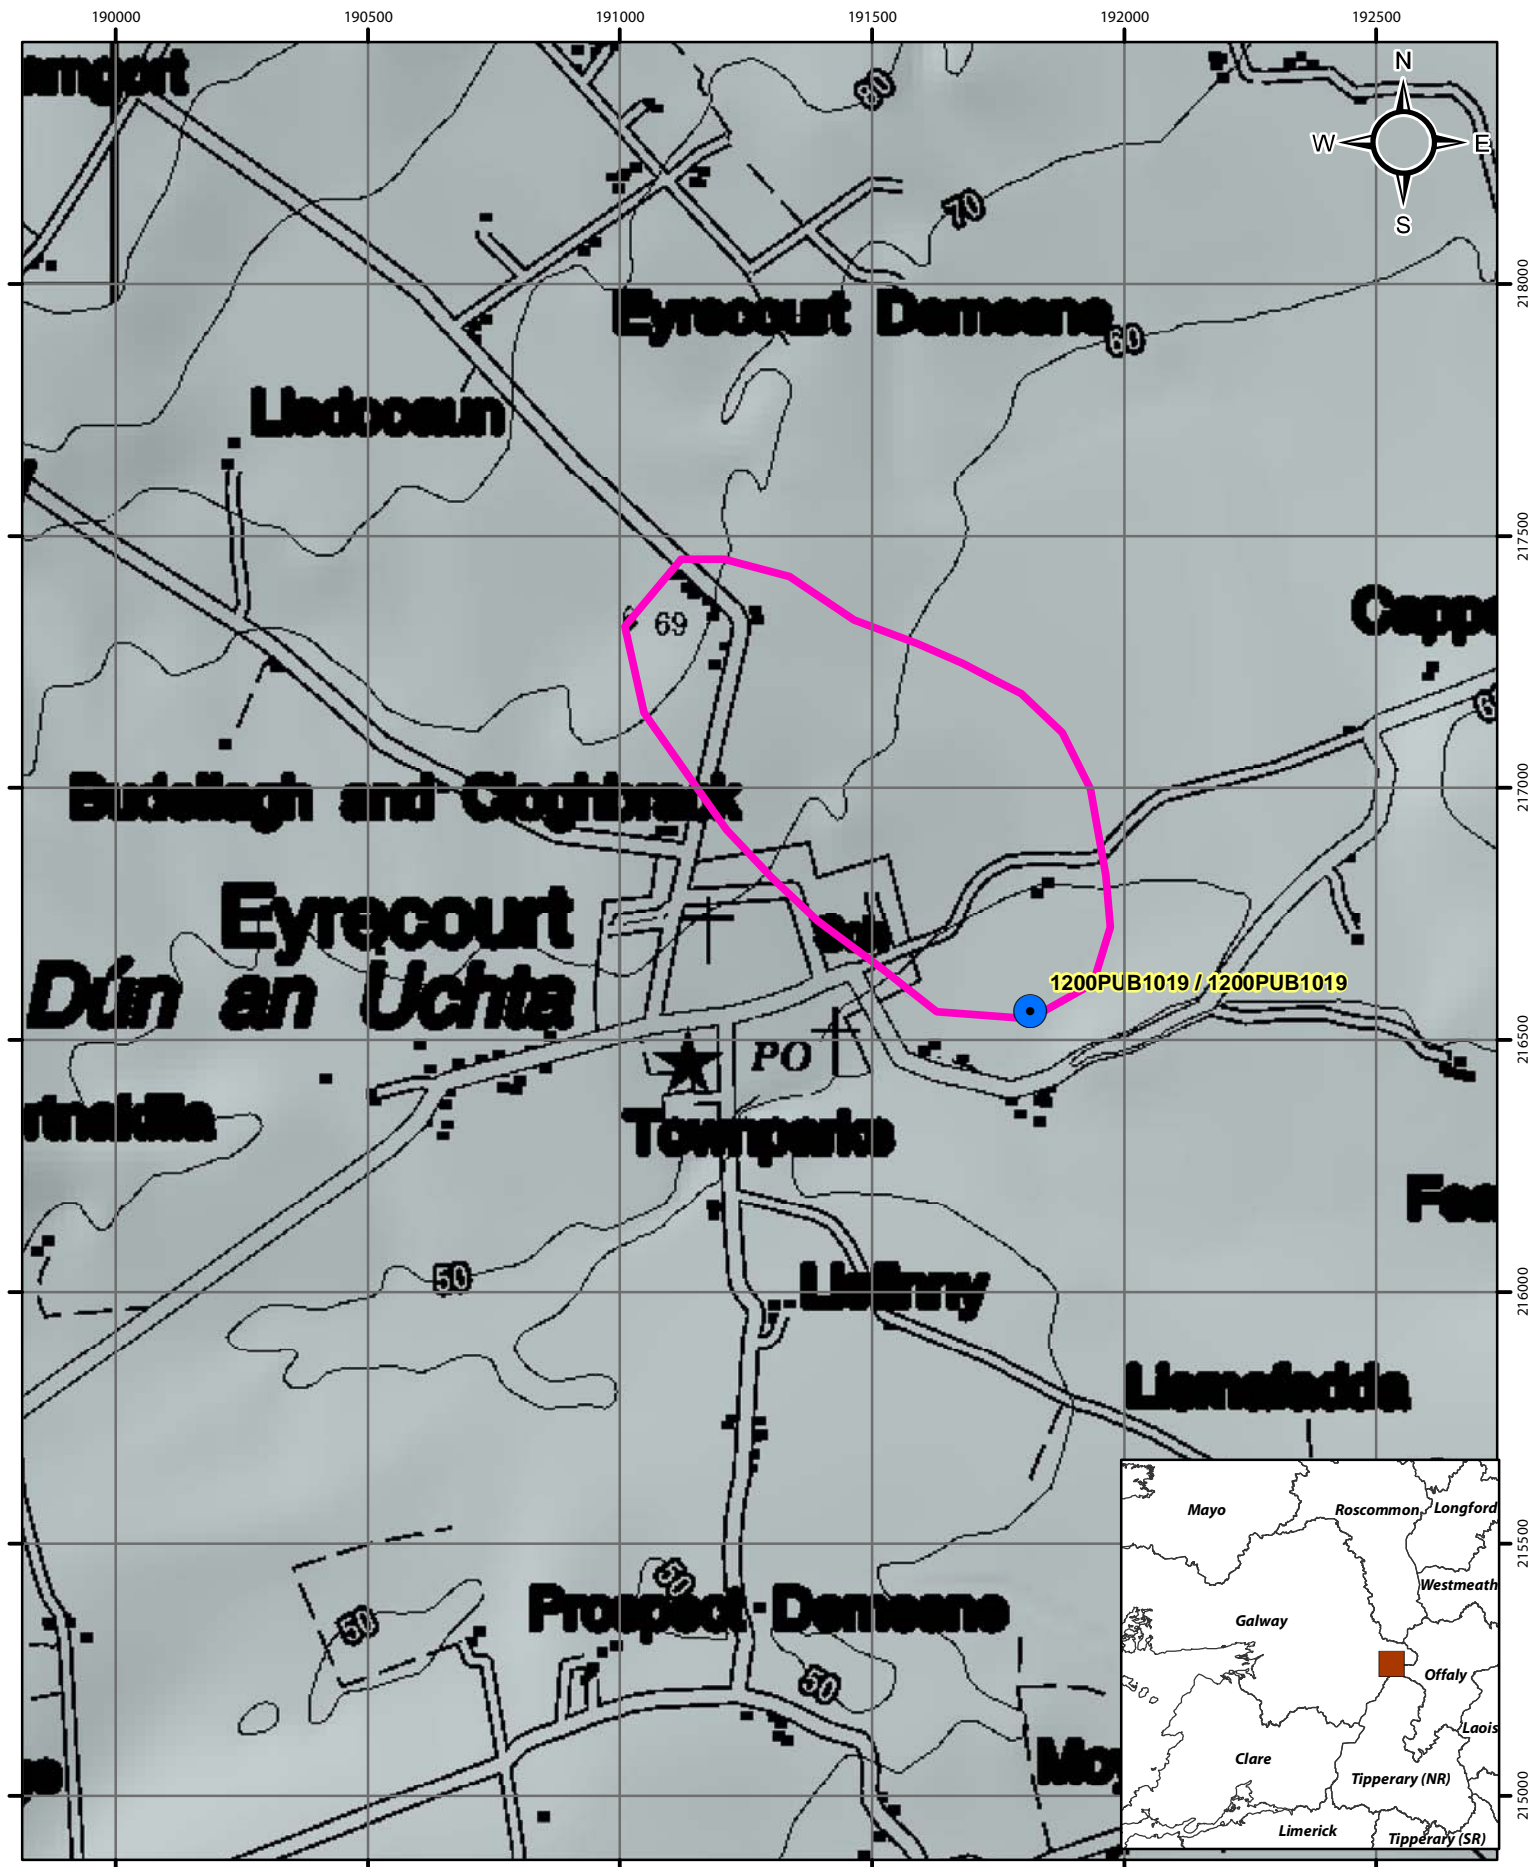 190000 190500 191000 191500 192000 192500
N
W E
S
80
70
218000
Eyrecourt Demesne
60
217500
69
217000
Eyrecourt
Dún an Uchta
Sch
1200PUB1019 / 1200PUB1019
216500
PO
Townparks
50
216000
215500
50
50
Prospect Demesne
50
215000
Mayo
Roscommon
Longford
Westmeath
Galway
Offaly
Laois
Clare
Tipperary (NR)
Limerick
Tipperary (SR)